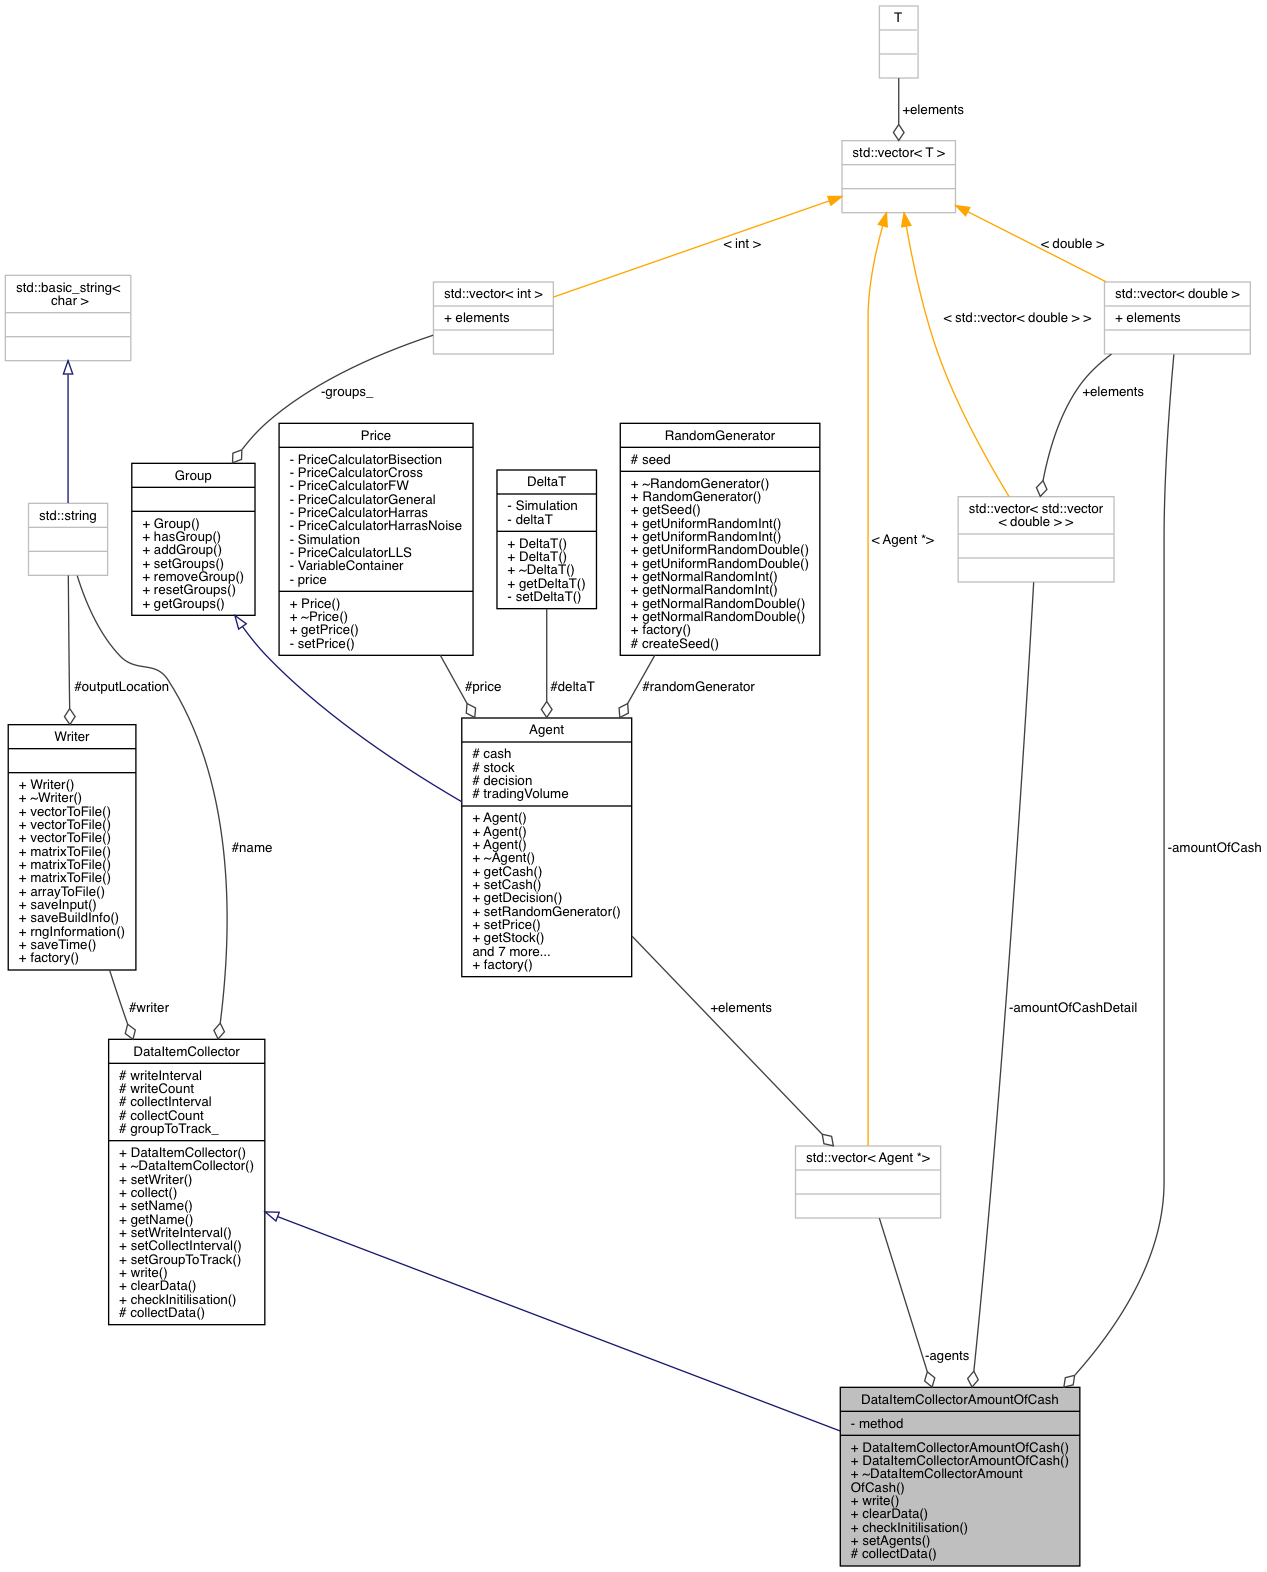 T
+elements
std::vector< T >
< int >
< double >
std::basic_string<
char >
std::vector< int >
+ elements
std::vector< double >
+ elements
< std::vector< double > >
-groups_
+elements
Price
- PriceCalculatorBisection
- PriceCalculatorCross
- PriceCalculatorFW
- PriceCalculatorGeneral
- PriceCalculatorHarras
- PriceCalculatorHarrasNoise
- Simulation
- PriceCalculatorLLS
- VariableContainer
- price
+ Price()
+ ~Price()
+ getPrice()
- setPrice()
RandomGenerator
# seed
+ ~RandomGenerator()
+ RandomGenerator()
+ getSeed()
+ getUniformRandomInt()
+ getUniformRandomInt()
+ getUniformRandomDouble()
+ getUniformRandomDouble()
+ getNormalRandomInt()
+ getNormalRandomInt()
+ getNormalRandomDouble()
+ getNormalRandomDouble()
+ factory()
# createSeed()
Group
+ Group()
+ hasGroup()
+ addGroup()
+ setGroups()
+ removeGroup()
+ resetGroups()
+ getGroups()
DeltaT
- Simulation
- deltaT
+ DeltaT()
+ DeltaT()
+ ~DeltaT()
+ getDeltaT()
- setDeltaT()
std::string
std::vector< std::vector
< double > >
< Agent *>
#outputLocation
#price
#deltaT
#randomGenerator
Writer
+ Writer()
+ ~Writer()
+ vectorToFile()
+ vectorToFile()
+ vectorToFile()
+ matrixToFile()
+ matrixToFile()
+ matrixToFile()
+ arrayToFile()
+ saveInput()
+ saveBuildInfo()
+ rngInformation()
+ saveTime()
+ factory()
Agent
# cash
# stock
# decision
# tradingVolume
+ Agent()
+ Agent()
+ Agent()
+ ~Agent()
+ getCash()
+ setCash()
+ getDecision()
+ setRandomGenerator()
+ setPrice()
+ getStock()
and 7 more...
+ factory()
#name
-amountOfCash
#writer
+elements
-amountOfCashDetail
DataItemCollector
# writeInterval
# writeCount
# collectInterval
# collectCount
# groupToTrack_
+ DataItemCollector()
+ ~DataItemCollector()
+ setWriter()
+ collect()
+ setName()
+ getName()
+ setWriteInterval()
+ setCollectInterval()
+ setGroupToTrack()
+ write()
+ clearData()
+ checkInitilisation()
# collectData()
std::vector< Agent *>
-agents
DataItemCollectorAmountOfCash
- method
+ DataItemCollectorAmountOfCash()
+ DataItemCollectorAmountOfCash()
+ ~DataItemCollectorAmount
OfCash()
+ write()
+ clearData()
+ checkInitilisation()
+ setAgents()
# collectData()